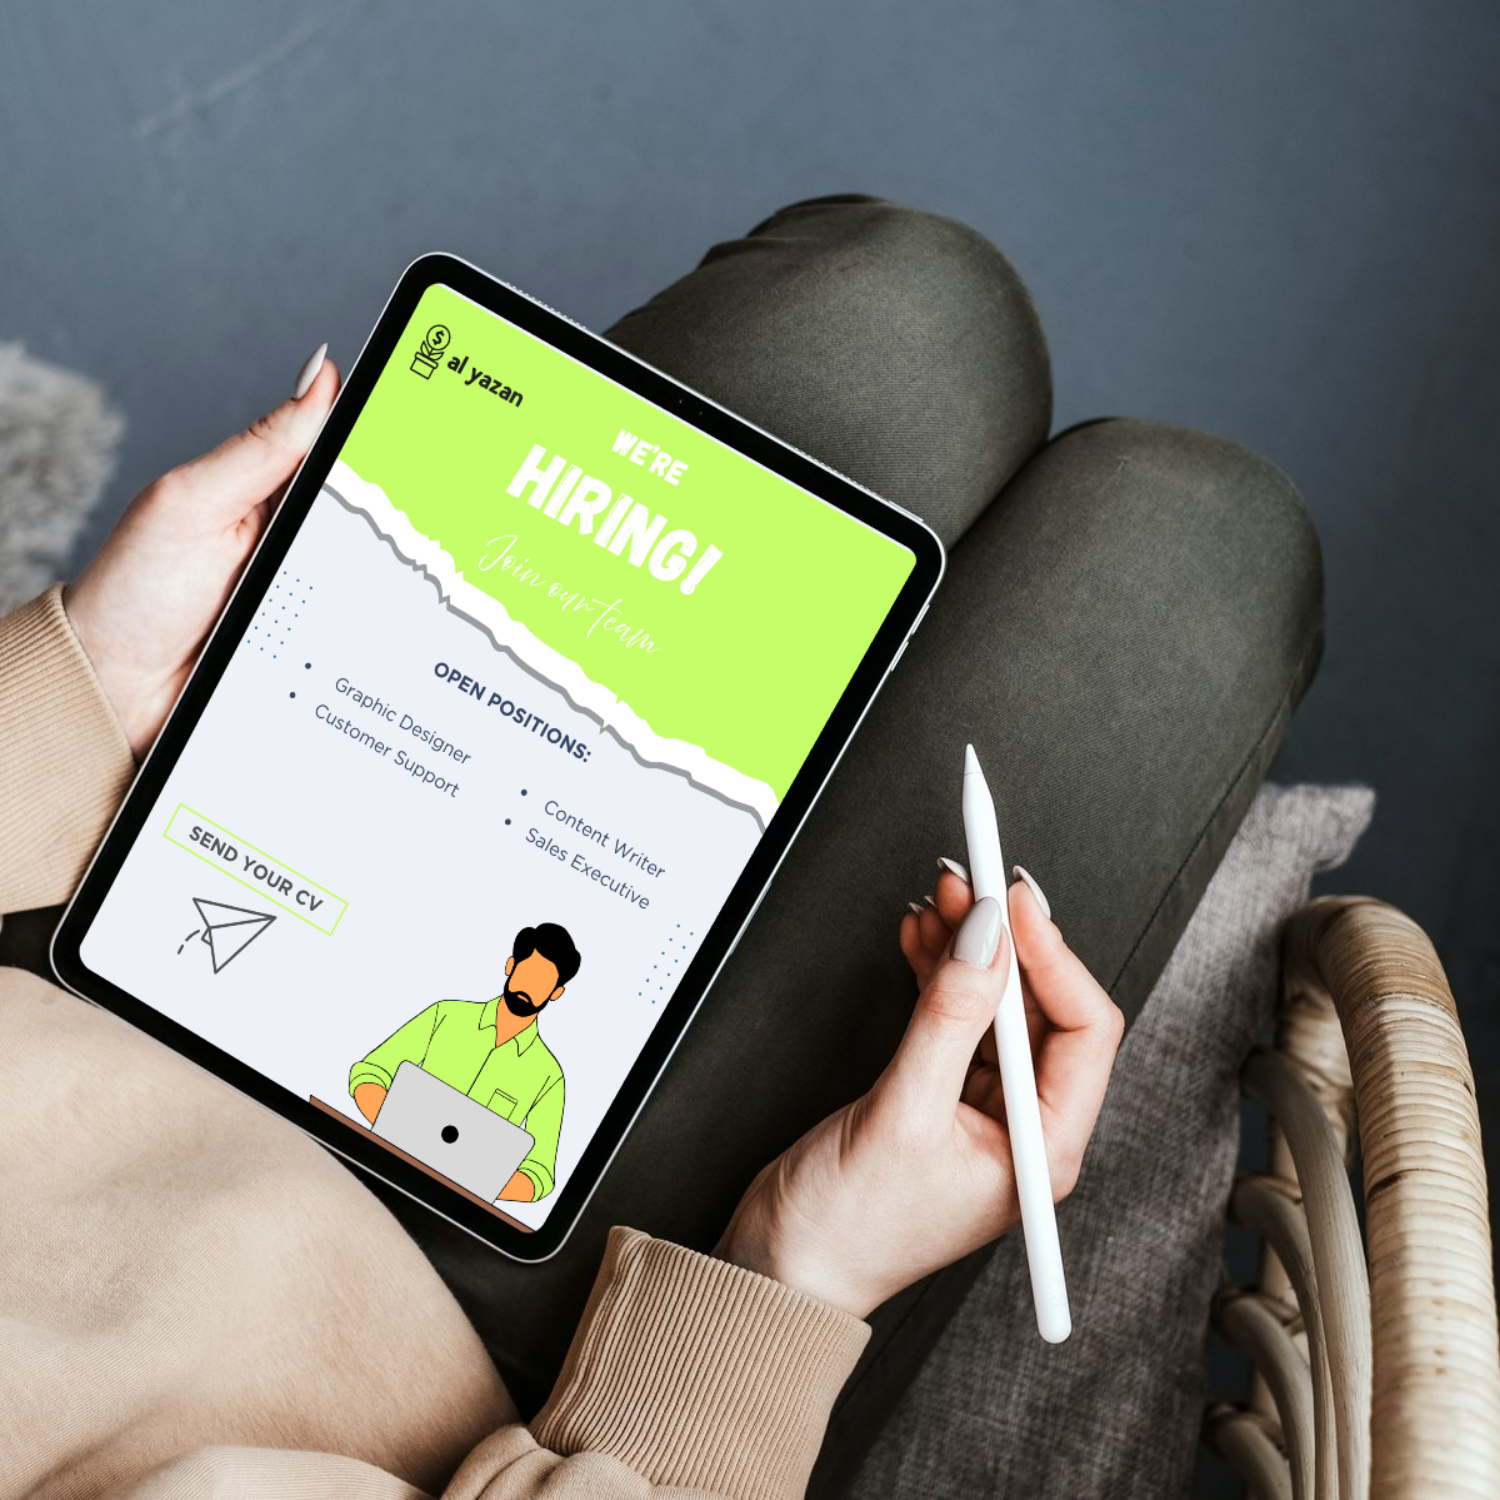 $
al yazan
WE'RE
HIRING!
Join our team
OPEN POSITIONS:
Graphic Designer
Customer Support
Content Writer
Sales Executive
SEND YOUR CV